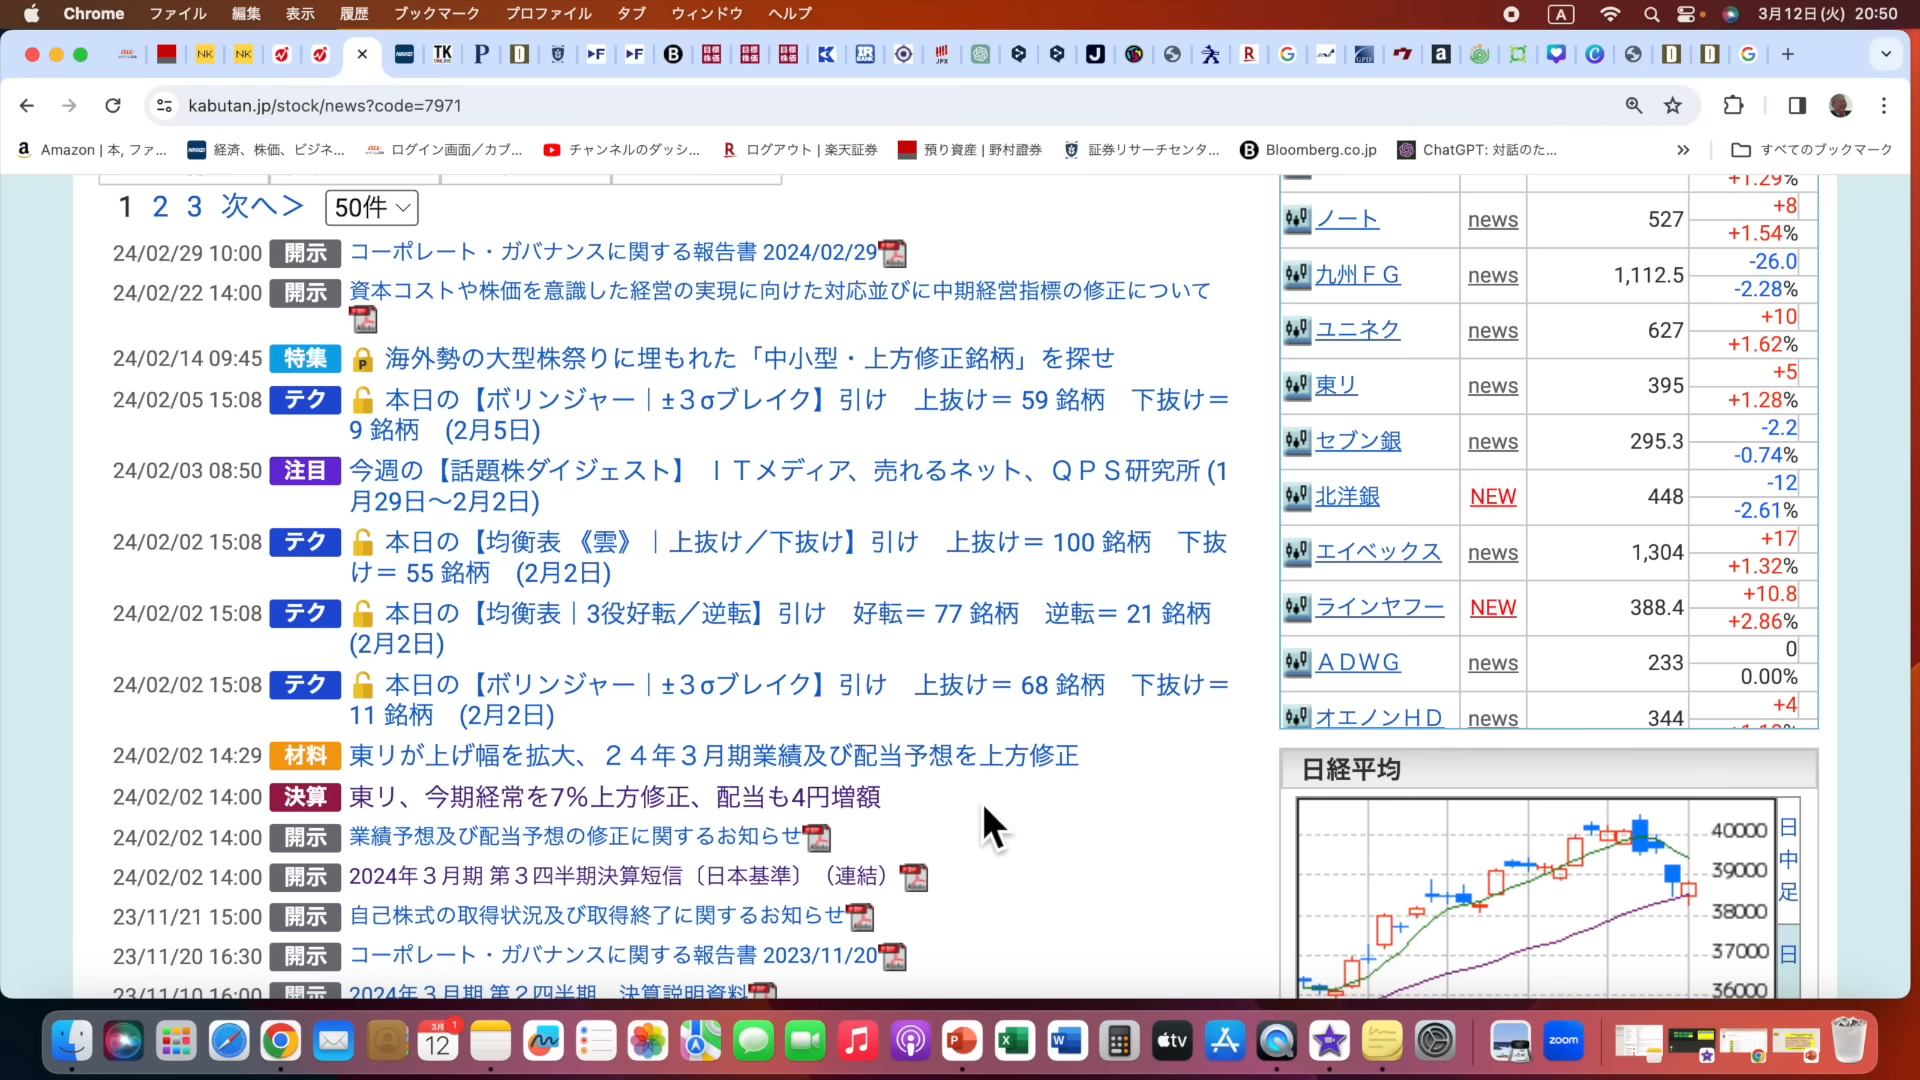 Chrome ファイル 編集 表示 履歴 ブックマーク プロファイル タブ ウィンドウ ヘルプ A 3月12日(火) 20:50
kabutan.jp/stock/news?code=7971
Amazon | 本, ファ... 経済、株価、ビジネ... ログイン画面／カブ... チャンネルのダッシ... ログアウト | 楽天証券 預り資産 | 野村證券 証券リサーチセンタ... Bloomberg.co.jp ChatGPT: 対話のた... すべてのブックマーク
1 2 3 次へ＞ 50件
24/02/29 10:00 開示 コーポレート・ガバナンスに関する報告書 2024/02/29
24/02/22 14:00 開示 資本コストや株価を意識した経営の実現に向けた対応並びに中期経営指標の修正について
24/02/14 09:45 特集 海外勢の大型株祭りに埋もれた「中小型・上方修正銘柄」を探せ
24/02/05 15:08 テク 本日の【ボリンジャー｜±３σブレイク】引け　上抜け＝ 59 銘柄　下抜け＝
9 銘柄　(2月5日)
24/02/03 08:50 注目 今週の【話題株ダイジェスト】 ＩＴメディア、売れるネット、ＱＰＳ研究所 (1
月29日～2月2日)
24/02/02 15:08 テク 本日の【均衡表 《雲》｜上抜け／下抜け】引け　上抜け＝ 100 銘柄　下抜
け＝ 55 銘柄　(2月2日)
24/02/02 15:08 テク 本日の【均衡表｜3役好転／逆転】引け　好転＝ 77 銘柄　逆転＝ 21 銘柄
(2月2日)
24/02/02 15:08 テク 本日の【ボリンジャー｜±３σブレイク】引け　上抜け＝ 68 銘柄　下抜け＝
11 銘柄　(2月2日)
24/02/02 14:29 材料 東リが上げ幅を拡大、２４年３月期業績及び配当予想を上方修正
24/02/02 14:00 決算 東リ、今期経常を7％上方修正、配当も4円増額
24/02/02 14:00 開示 業績予想及び配当予想の修正に関するお知らせ
24/02/02 14:00 開示 2024年３月期 第３四半期決算短信〔日本基準〕（連結）
23/11/21 15:00 開示 自己株式の取得状況及び取得終了に関するお知らせ
23/11/20 16:30 開示 コーポレート・ガバナンスに関する報告書 2023/11/20
23/11/10 16:00 開示 2024年３月期 第２四半期　決算説明資料
+1.29%
ノート news 527 +8 +1.54%
九州ＦＧ news 1,112.5 -26.0 -2.28%
ユニネク news 627 +10 +1.62%
東リ news 395 +5 +1.28%
セブン銀 news 295.3 -2.2 -0.74%
北洋銀 NEW 448 -12 -2.61%
エイベックス news 1,304 +17 +1.32%
ラインヤフー NEW 388.4 +10.8 +2.86%
ＡＤＷＧ news 233 0 0.00%
オエノンＨＤ news 344 +4
日経平均
40000
39000
38000
37000
36000
日
中
足
日
3月 1
12
tv
zoom